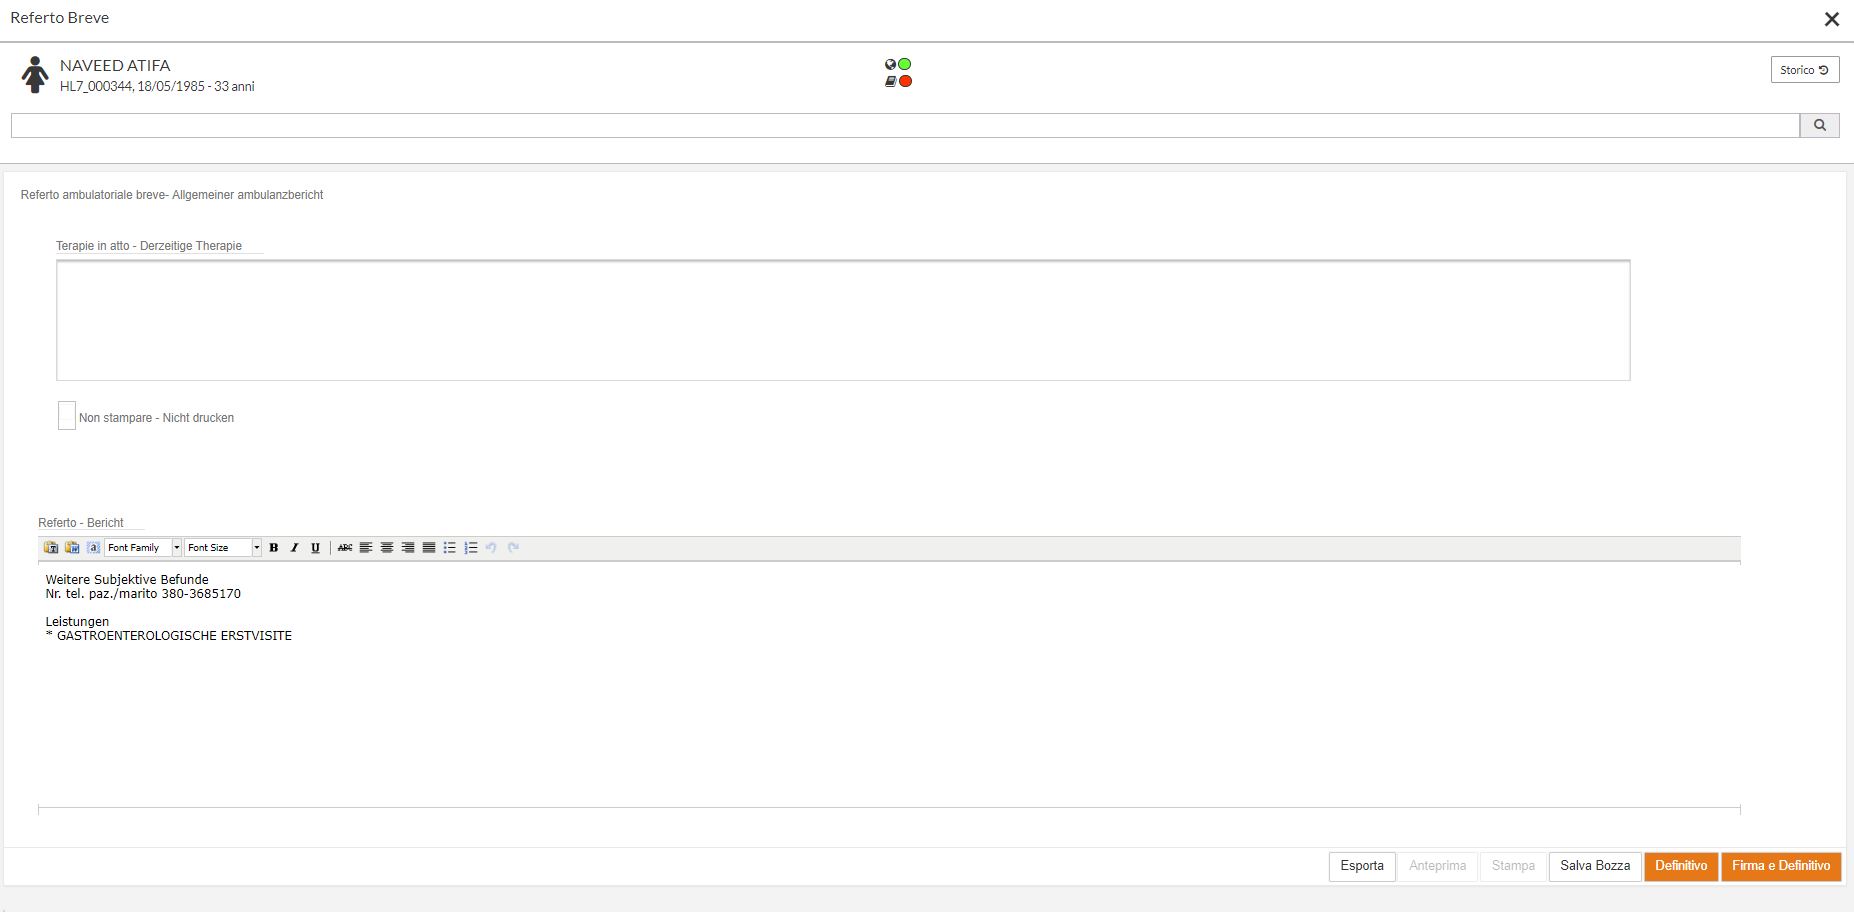 Referto Breve
NAVEED ATIFA
HL7_000344, 18/05/1985 - 33 anni
Storico
Referto ambulatoriale breve- Allgemeiner ambulanzbericht
Terapie in atto - Derzeitige Therapie
Non stampare - Nicht drucken
Referto - Bericht
Font Family Font Size B I U ABC
Weitere Subjektive Befunde
Nr. tel. paz./marito 380-3685170
Leistungen
* GASTROENTEROLOGISCHE ERSTVISITE
Esporta Anteprima Stampa Salva Bozza Definitivo Firma e Definitivo